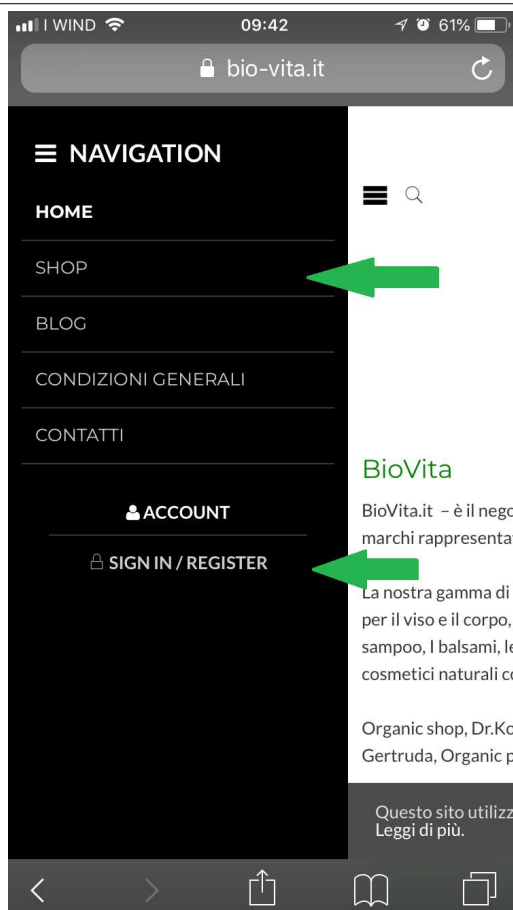 I WIND
09:42
61%
bio-vita.it
NAVIGATION
HOME
SHOP
BLOG
CONDIZIONI GENERALI
CONTATTI
ACCOUNT
SIGN IN / REGISTER
BioVita
BioVita.it – è il nego
marchi rappresenta
La nostra gamma di
per il viso e il corpo,
sampoo, I balsami, le
cosmetici naturali co
Organic shop, Dr.Ko
Gertruda, Organic p
Questo sito utilizz
Leggi di più.